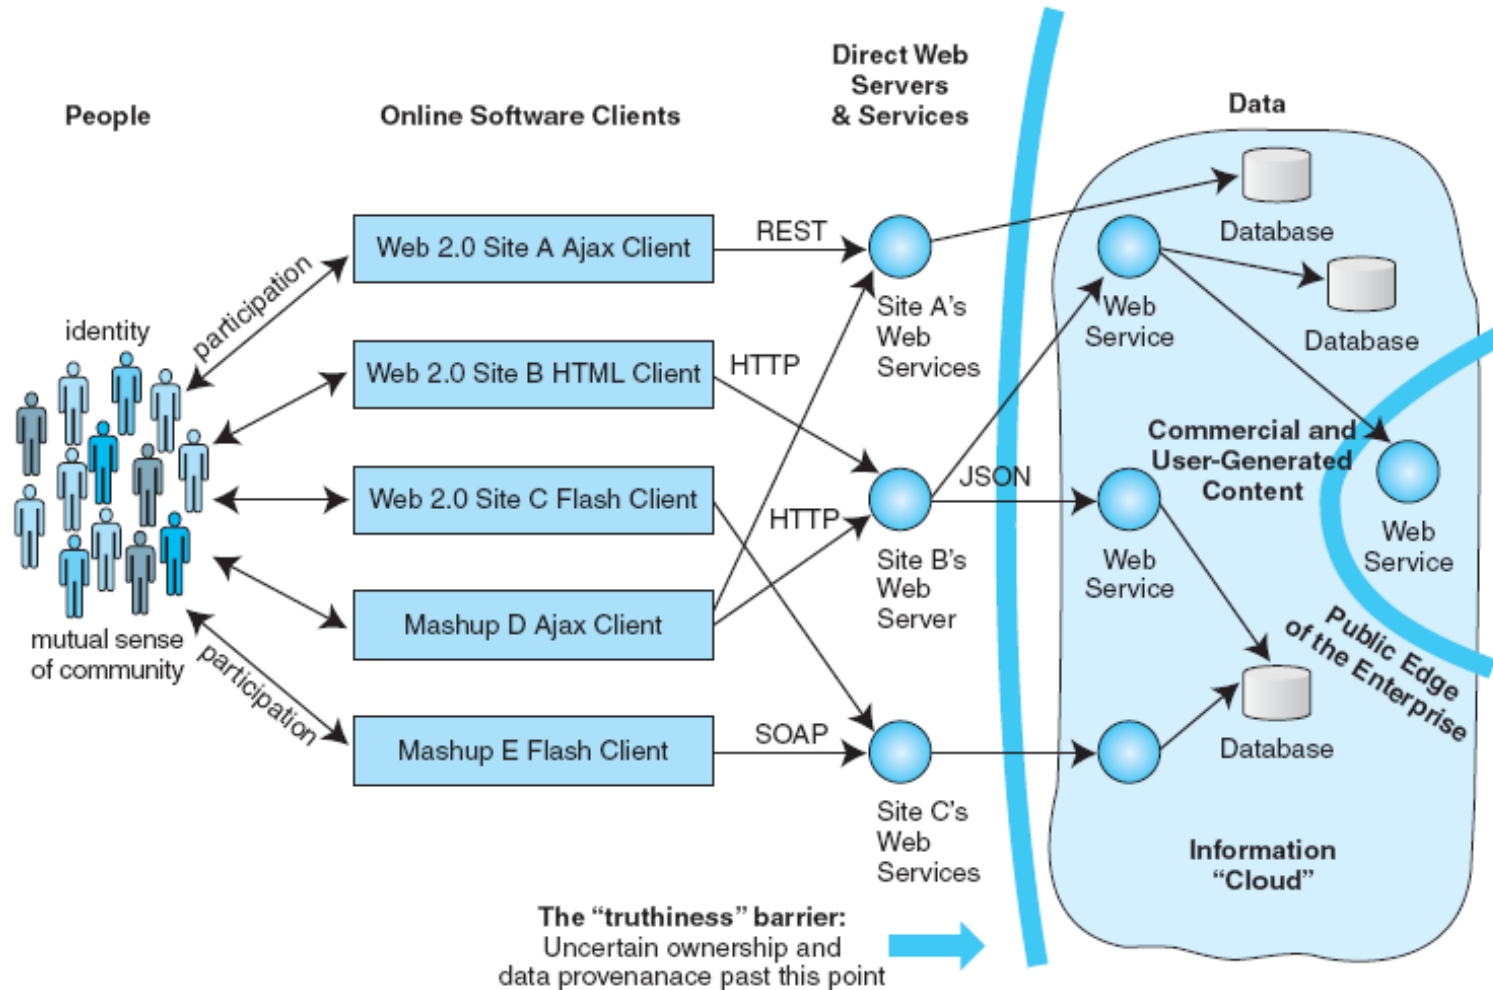 People
Online Software Clients
Direct Web
Servers
& Services
Data
identity
participation
mutual sense
of community
participation
Web 2.0 Site A Ajax Client
Web 2.0 Site B HTML Client
Web 2.0 Site C Flash Client
Mashup D Ajax Client
Mashup E Flash Client
REST
HTTP
HTTP
SOAP
Site A’s
Web
Services
Site B’s
Web
Server
Site C’s
Web
Services
JSON
Database
Web
Service
Database
Commercial and
User-Generated
Content
Web
Service
Web
Service
Public Edge
of the Enterprise
Database
Information
“Cloud”
The “truthiness” barrier:
Uncertain ownership and
data provenanace past this point